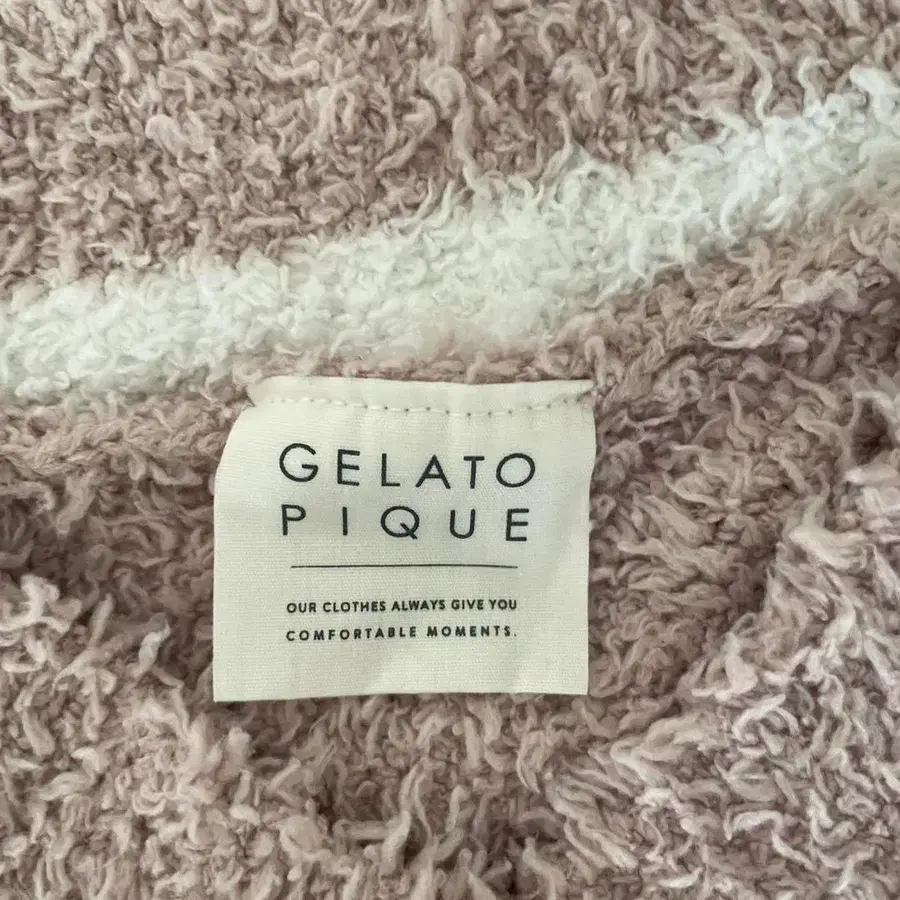 GELATO
PIQUE
OUR CLOTHES ALWAYS GIVE YOU
COMFORTABLE MOMENTS.